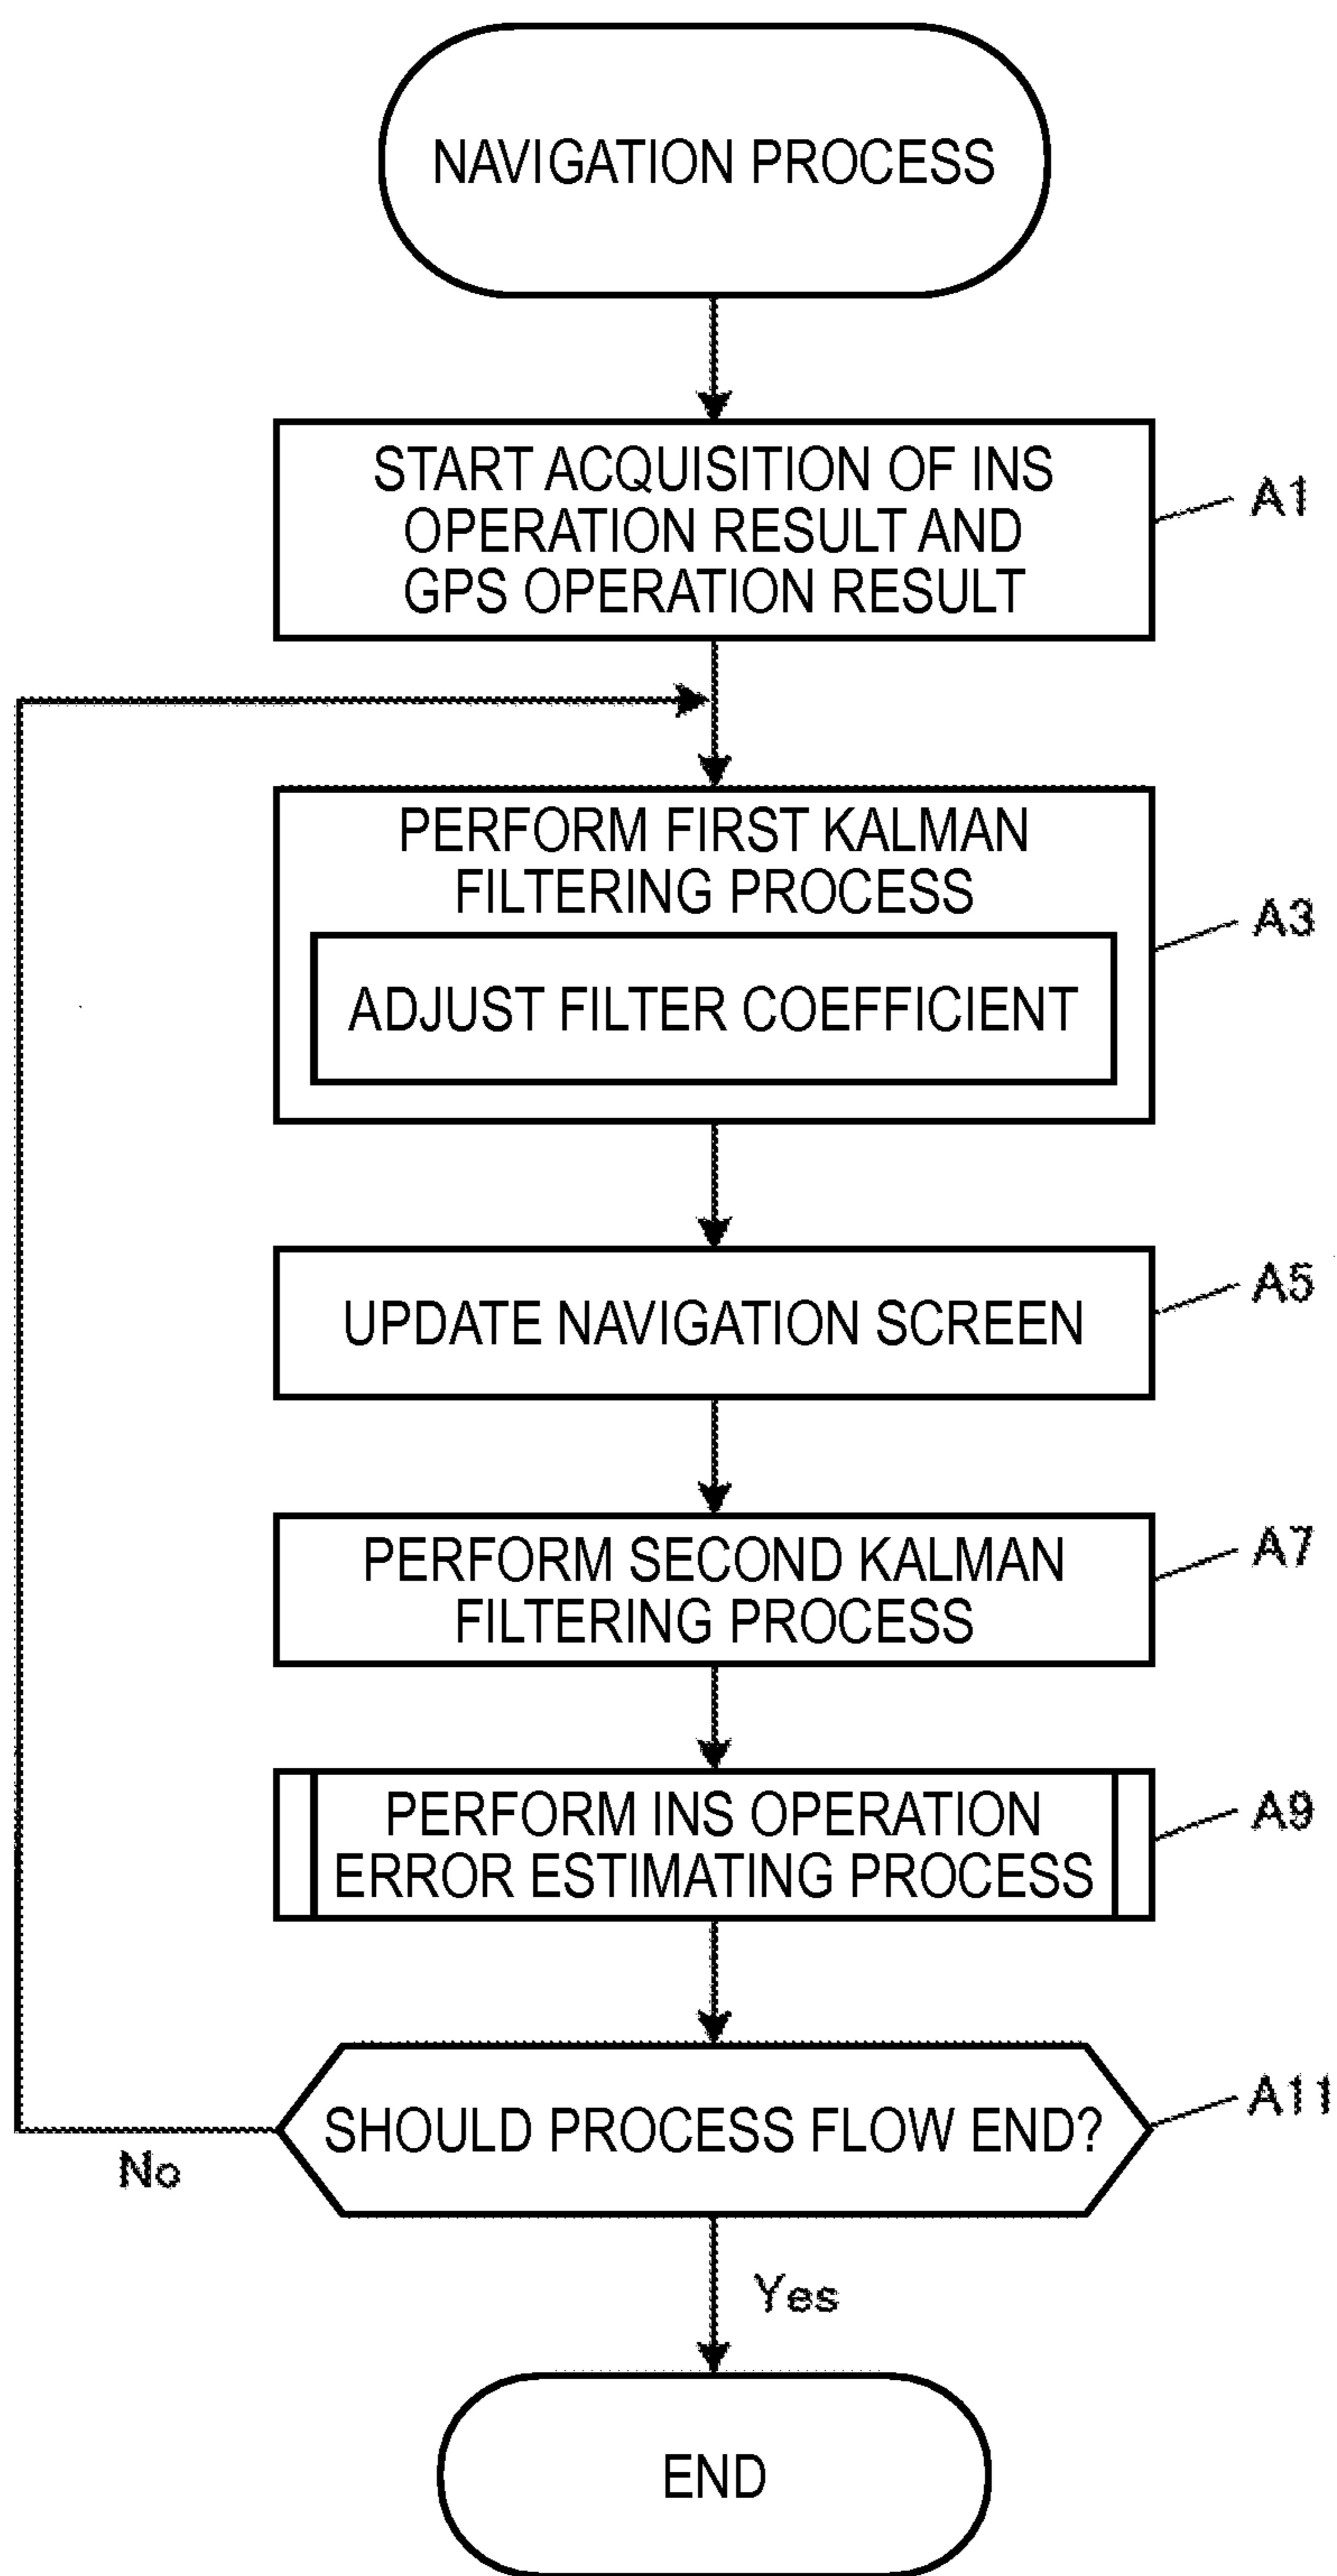 NAVIGATION PROCESS
START ACQUISITION OF INS
OPERATION RESULT AND
GPS OPERATION RESULT
A1
PERFORM FIRST KALMAN
FILTERING PROCESS
A3
ADJUST FILTER COEFFICIENT
UPDATE NAVIGATION SCREEN
A5
PERFORM SECOND KALMAN
FILTERING PROCESS
A7
PERFORM INS OPERATION
ERROR ESTIMATING PROCESS
A9
SHOULD PROCESS FLOW END?
A11
No
Yes
END